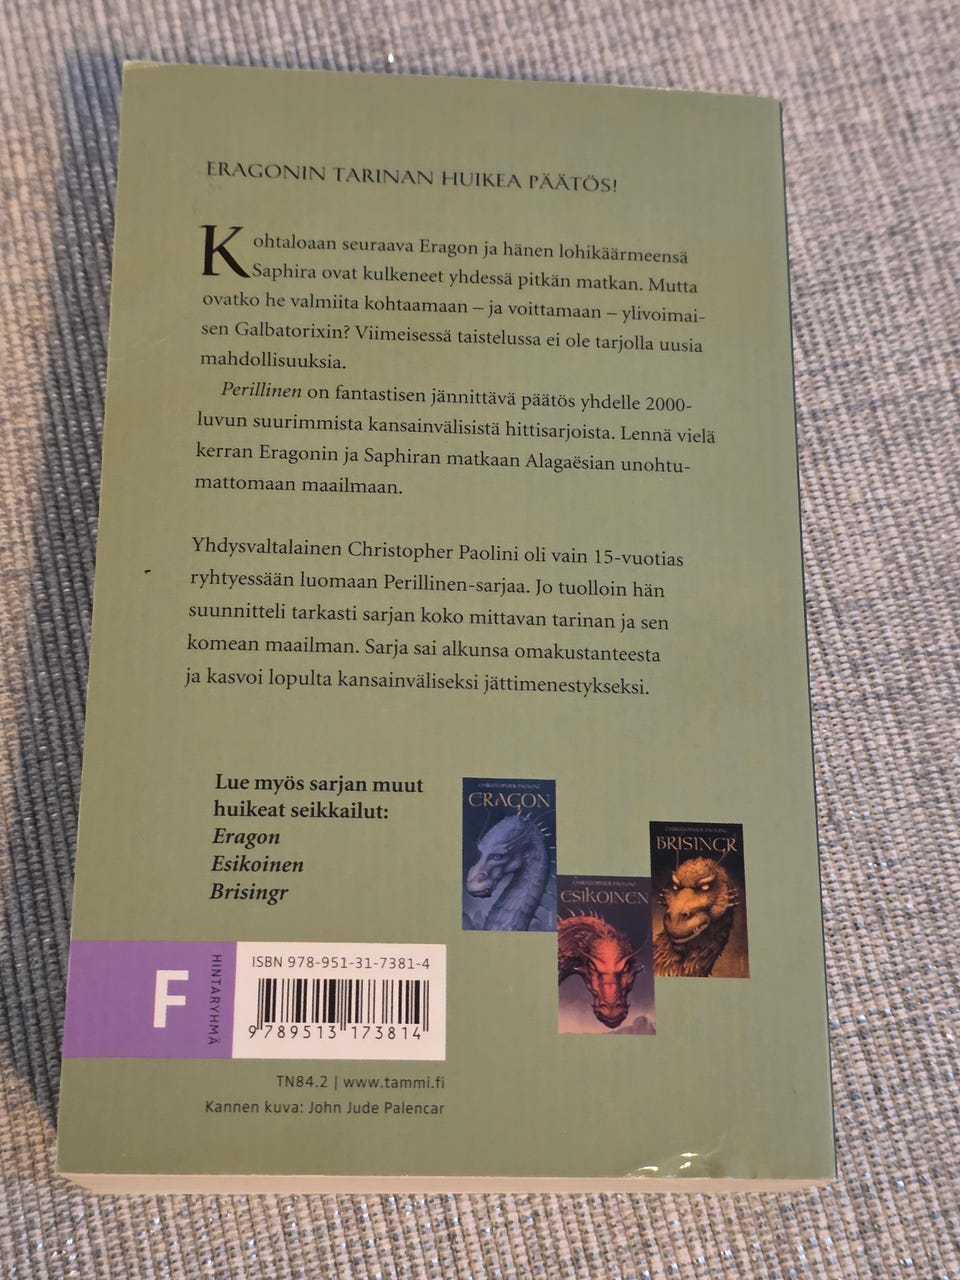 ERAGONIN TARINAN HUIKEA PÄÄTÖS!
Kohtaloaan seuraava Eragon ja hänen lohikäärmeensä
Saphira ovat kulkeneet yhdessä pitkän matkan. Mutta
ovatko he valmiita kohtaamaan – ja voittamaan – ylivoimai-
sen Galbatorixin? Viimeisessä taistelussa ei ole tarjolla uusia
mahdollisuuksia.
Perillinen on fantastisen jännittävä päätös yhdelle 2000-
luvun suurimmista kansainvälisistä hittisarjoista. Lennä vielä
kerran Eragonin ja Saphiran matkaan Alagaësian unohtu-
mattomaan maailmaan.
Yhdysvaltalainen Christopher Paolini oli vain 15-vuotias
ryhtyessään luomaan Perillinen-sarjaa. Jo tuolloin hän
suunnitteli tarkasti sarjan koko mittavan tarinan ja sen
komean maailman. Sarja sai alkunsa omakustanteesta
ja kasvoi lopulta kansainväliseksi jättimenestykseksi.
Lue myös sarjan muut
huikeat seikkailut:
Eragon
Esikoinen
Brisingr
CHRISTOPHER PAOLINI
ERAGON
CHRISTOPHER PAOLINI
ESIKOINEN
CHRISTOPHER PAOLINI
BRISINGR
F
HINTARYHMÄ
ISBN 978-951-31-7381-4
9 789513 173814
TN84.2 | www.tammi.fi
Kannen kuva: John Jude Palencar